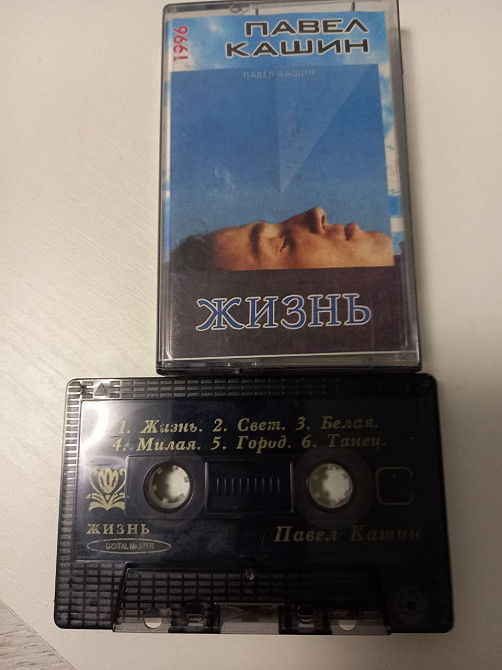 1996
ПАВЕЛ
КАШИН
ПАВЕЛ КАШИН
ЖИЗНЬ
1. Жизнь. 2. Свет. 3. Белая.
4. Милая. 5. Город. 6. Танец.
ЖИЗНЬ
DIGITAL MASTER
Павел Кашин